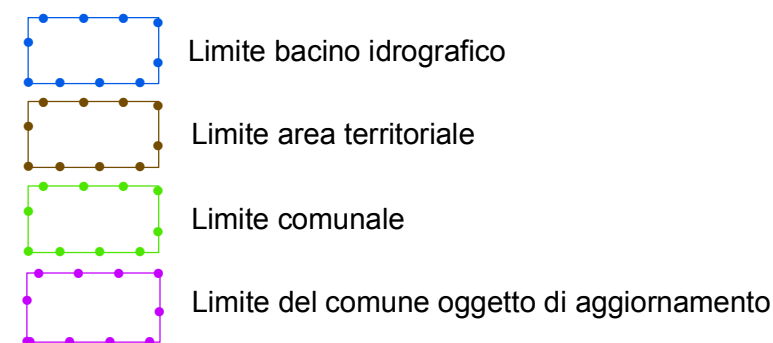 Limite bacino idrografico
Limite area territoriale
Limite comunale
Limite del comune oggetto di aggiornamento